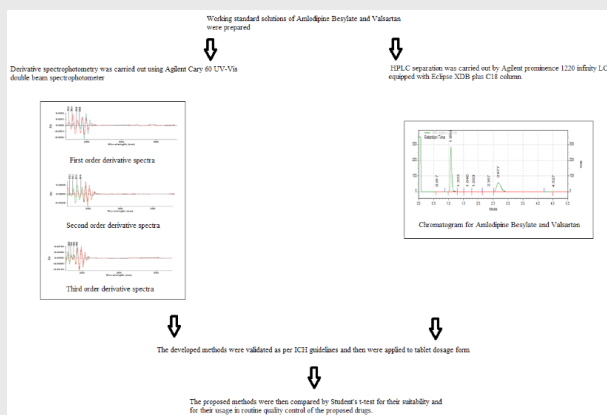 Working standard solutions of Amlodipine Besylate and Valsartan
were prepared
Derivative spectrophotometry was carried out using Agilent Cary 60 UV-Vis
double beam spectrophotometer
HPLC separation was carried out by Agilent prominence 1220 infinity LC
equipped with Eclipse XDB plus C18 column.
First order derivative spectra
Second order derivative spectra
Third order derivative spectra
Retention Time
Chromatogram for Amlodipine Besylate and Valsartan
The developed methods were validated as per ICH guidelines and then were applied to tablet dosage form
The proposed methods were then compared by Student's t-test for their suitability and
for their usage in routine quality control of the proposed drugs.